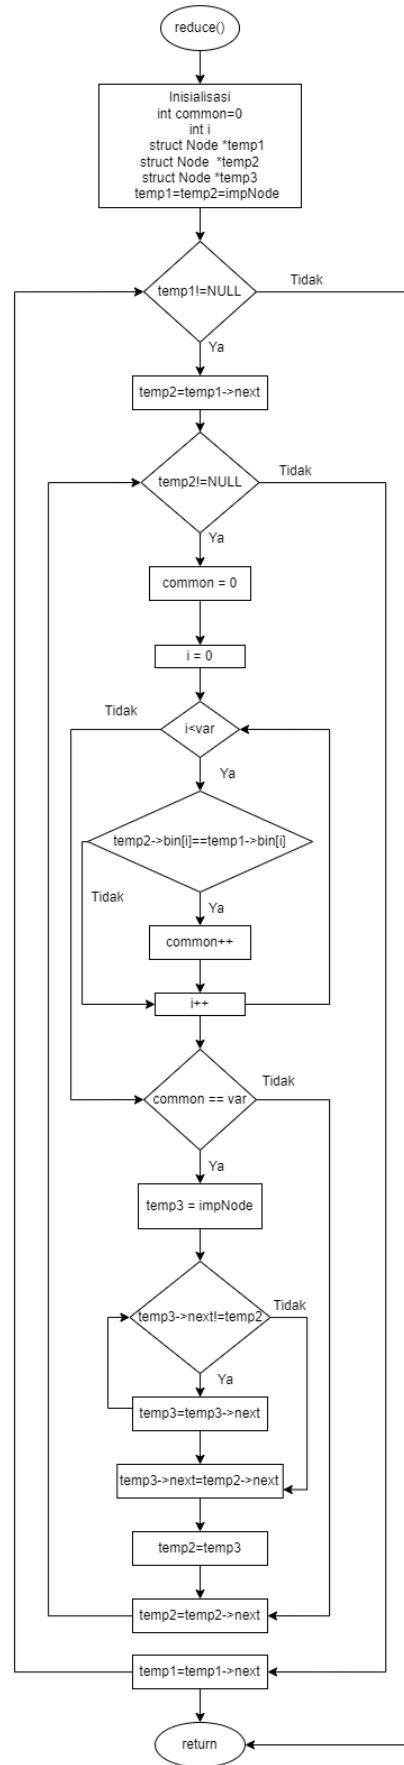 reduce()
Inisialisasi
int common=0
int i
struct Node *temp1
struct Node *temp2
struct Node *temp3
temp1=temp2=impNode
temp1!=NULL
Tidak
Ya
temp2=temp1->next
temp2!=NULL
Tidak
Ya
common = 0
i = 0
Tidak
i<var
Ya
temp2->bin[i]==temp1->bin[i]
Tidak
Ya
common++
i++
common == var
Tidak
Ya
temp3 = impNode
temp3->next!=temp2
Tidak
Ya
temp3=temp3->next
temp3->next=temp2->next
temp2=temp3
temp2=temp2->next
temp1=temp1->next
return